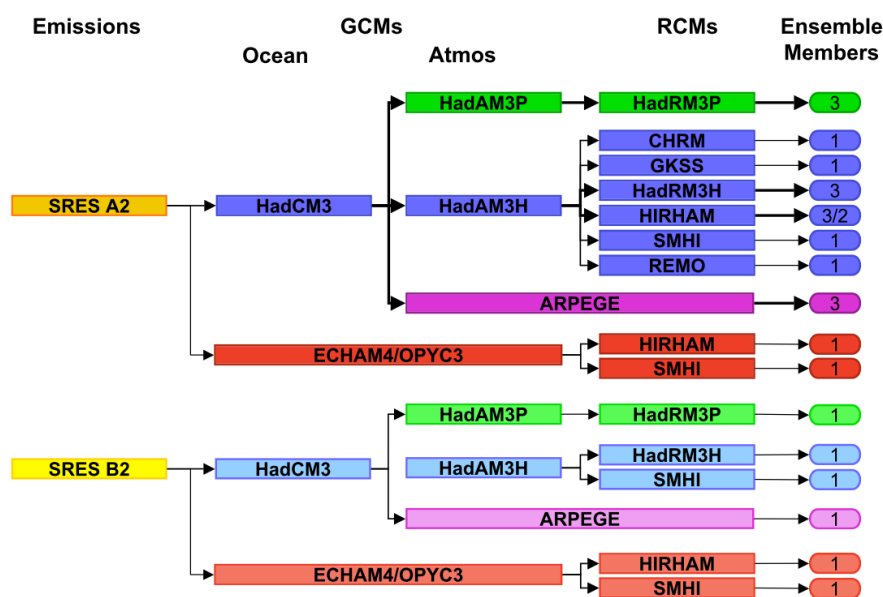 Emissions
GCMs
RCMs
Ensemble
Members
Ocean
Atmos
HadAM3P
HadRM3P
3
CHRM
1
GKSS
1
HadRM3H
3
SRES A2
HadCM3
HadAM3H
HIRHAM
3/2
SMHI
1
REMO
1
ARPEGE
3
ECHAM4/OPYC3
HIRHAM
1
SMHI
1
HadAM3P
HadRM3P
1
SRES B2
HadCM3
HadAM3H
HadRM3H
1
SMHI
1
ARPEGE
1
ECHAM4/OPYC3
HIRHAM
1
SMHI
1